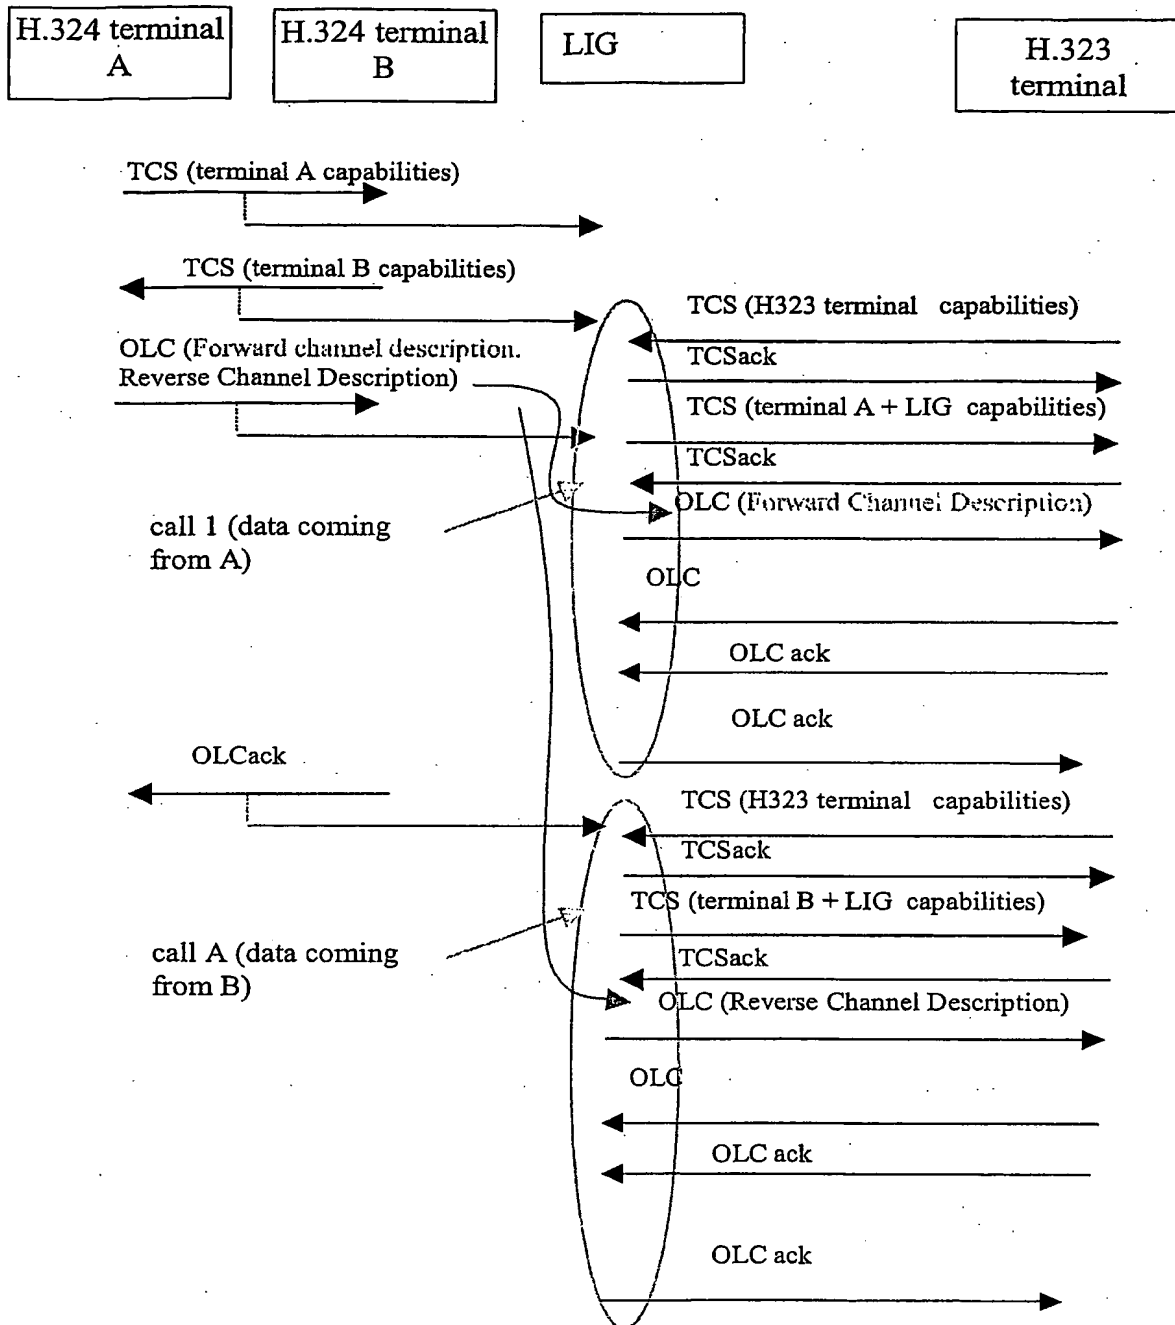 H.324 terminal
A
H.324 terminal
B
LIG
H.323
terminal
TCS (terminal A capabilities)
TCS (terminal B capabilities)
TCS (H323 terminal capabilities)
OLC (Forward channel description.
Reverse Channel Description)
TCSack
TCS (terminal A + LIG capabilities)
TCSack
OLC (Forward Channel Description)
call 1 (data coming
from A)
OLC
OLC ack
OLC ack
OLCack
TCS (H323 terminal capabilities)
TCSack
TCS (terminal B + LIG capabilities)
call A (data coming
from B)
TCSack
OLC (Reverse Channel Description)
OLC
OLC ack
OLC ack